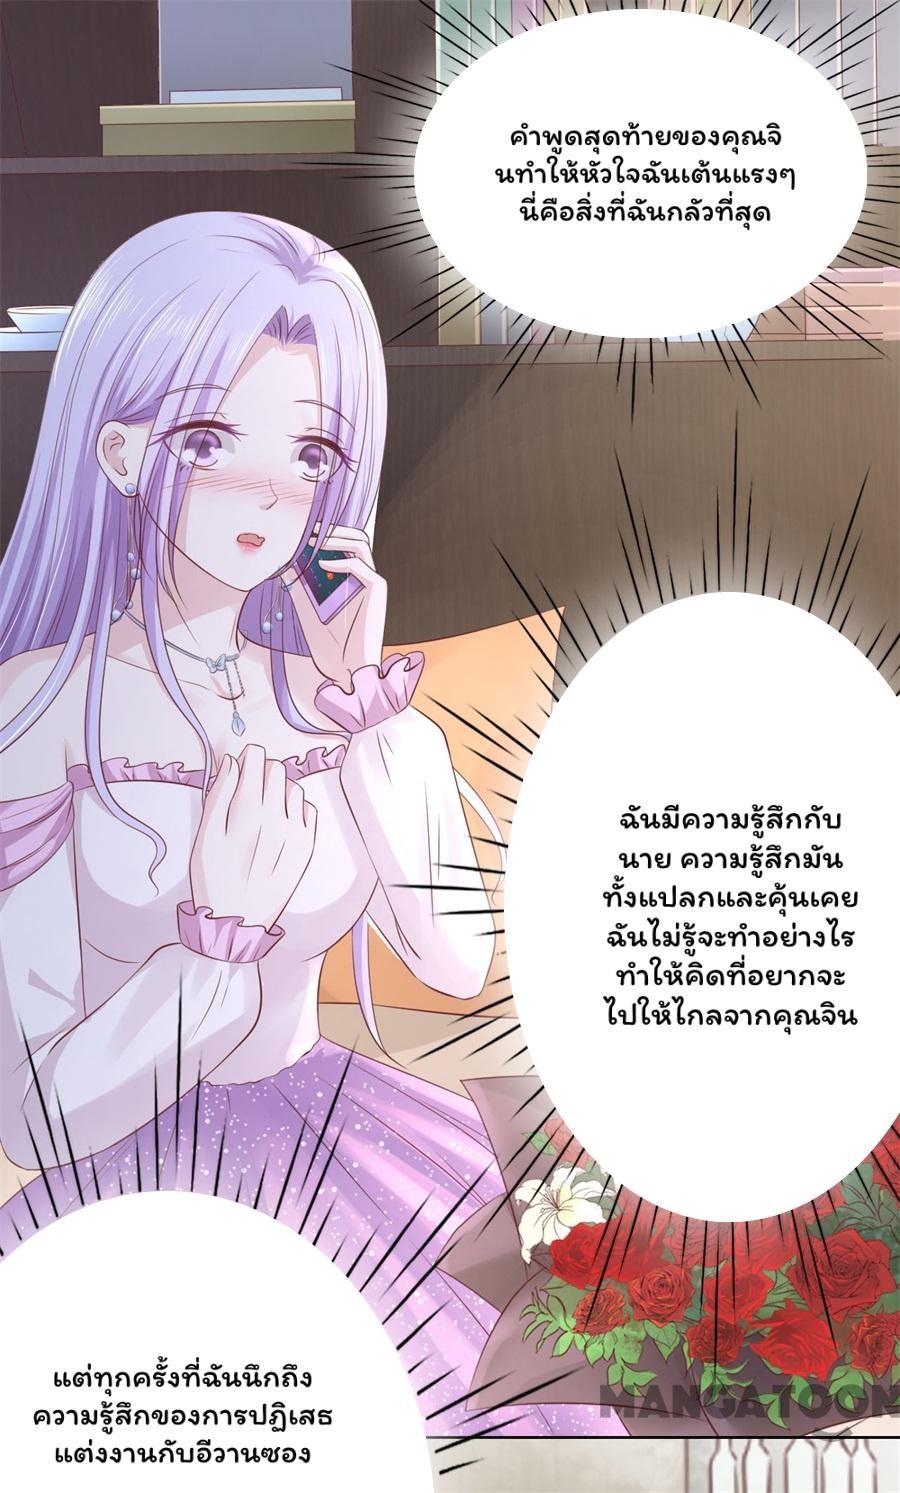 คำพูดสุดท้ายของคุณจิ
นทำให้หัวใจฉันเต้นแรงๆ
นี่คือสิ่งที่ฉันกลัวที่สุด
ฉันมีความรู้สึกกับ
นาย ความรู้สึกมัน
ทั้งแปลกและคุ้นเคย
ฉันไม่รู้จะทำอย่างไร
ทำให้คิดที่อยากจะ
ไปให้ไกลจากคุณจิน
แต่ทุกครั้งที่ฉันนึกถึง
ความรู้สึกของการปฏิเสธ
แต่งงานกับอีวานซอง
MANGATOON